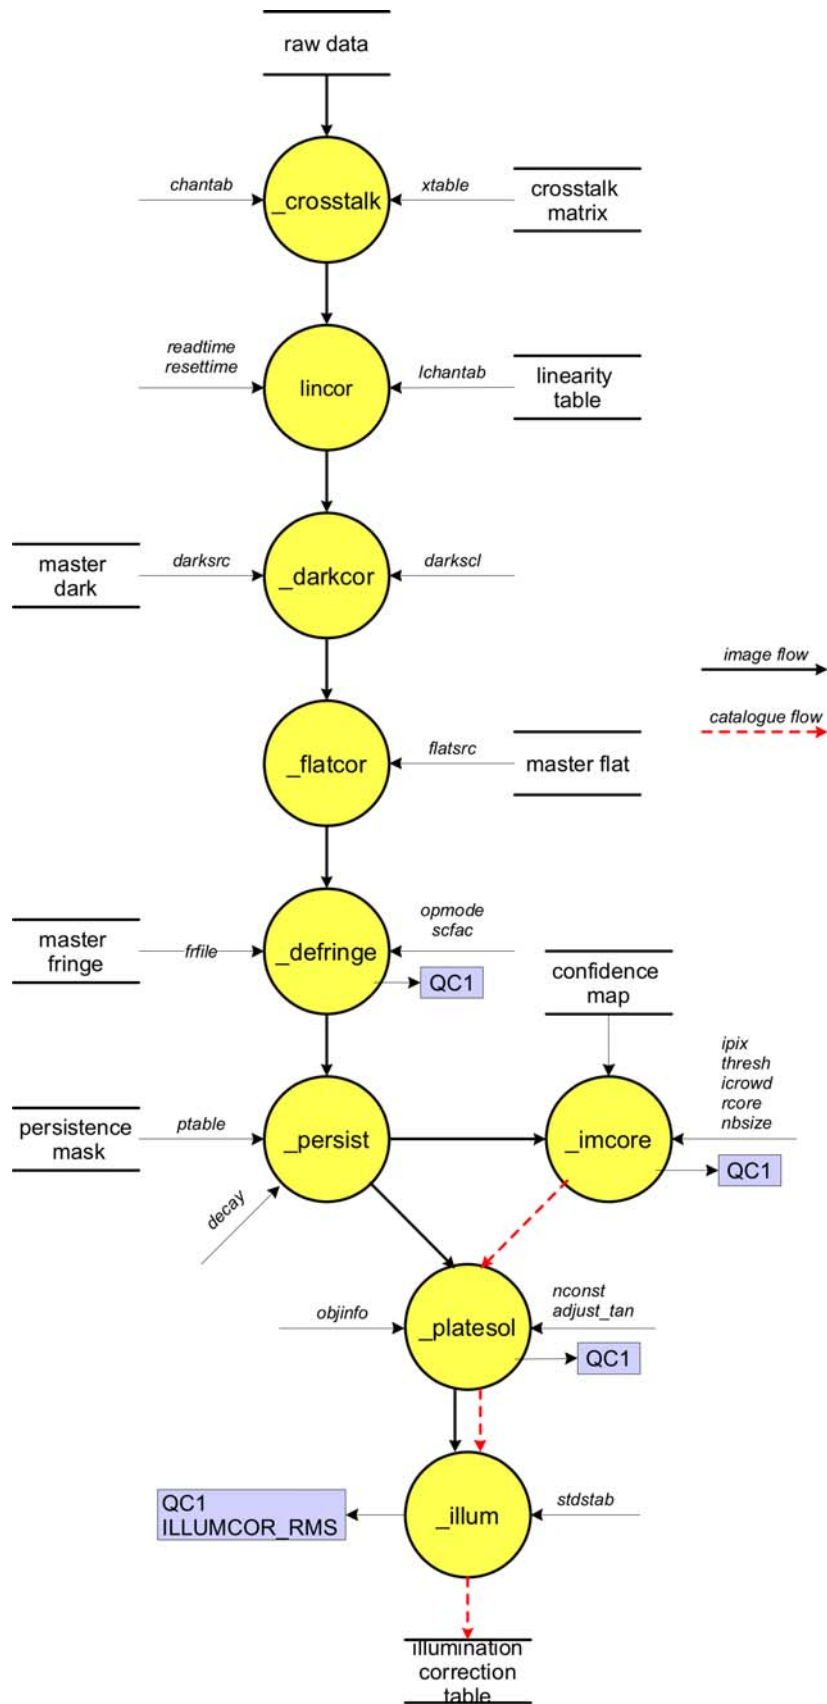 raw data
chantab
_crosstalk
xtable
crosstalk
matrix
readtime
resettime
lincor
lchantab
linearity
table
master
dark
darksrc
_darkcor
darkscl
image flow
catalogue flow
_flatcor
flatsrc
master flat
master
fringe
frfile
_defringe
opmode
scfac
QC1
confidence
map
persistence
mask
ptable
_persist
decay
_imcore
ipix
thresh
icrowd
rcore
nbsize
QC1
objinfo
_platesol
nconst
adjust_tan
QC1
QC1
ILLUMCOR_RMS
_illum
stdstab
illumination
correction
table